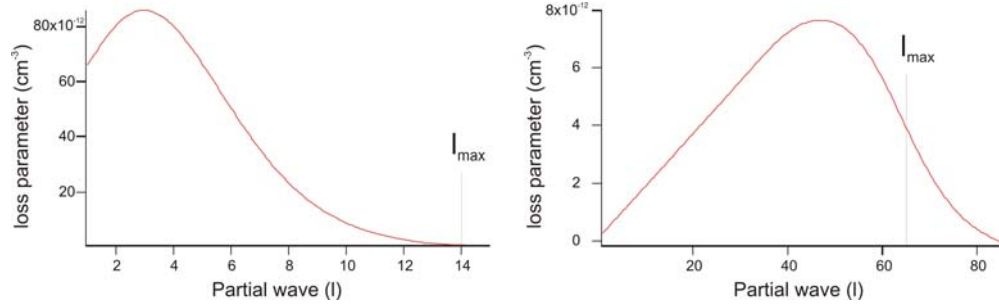 80x10⁻¹²
60
40
20
loss parameter (cm⁻³)
lmax
2 4 6 8 10 12 14
Partial wave (l)
8x10⁻¹²
6
4
2
0
loss parameter (cm⁻³)
lmax
20 40 60 80
Partial wave (l)